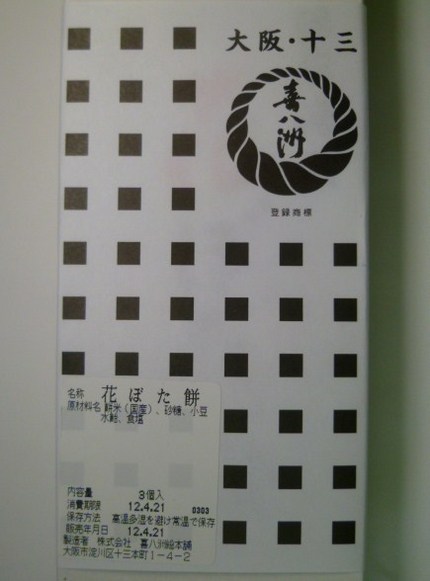 大阪・十三
喜八洲
登録商標
名称 花ぼた餅
原材料名 餅米（国産）、砂糖、小豆
水飴、食塩
内容量 3個入
消費期限 12.4.21 0303
保存方法 高温多湿を避け常温で保存
販売年月日 12.4.21
製造者 株式会社 喜八洲総本舗
大阪市淀川区十三本町1-4-2